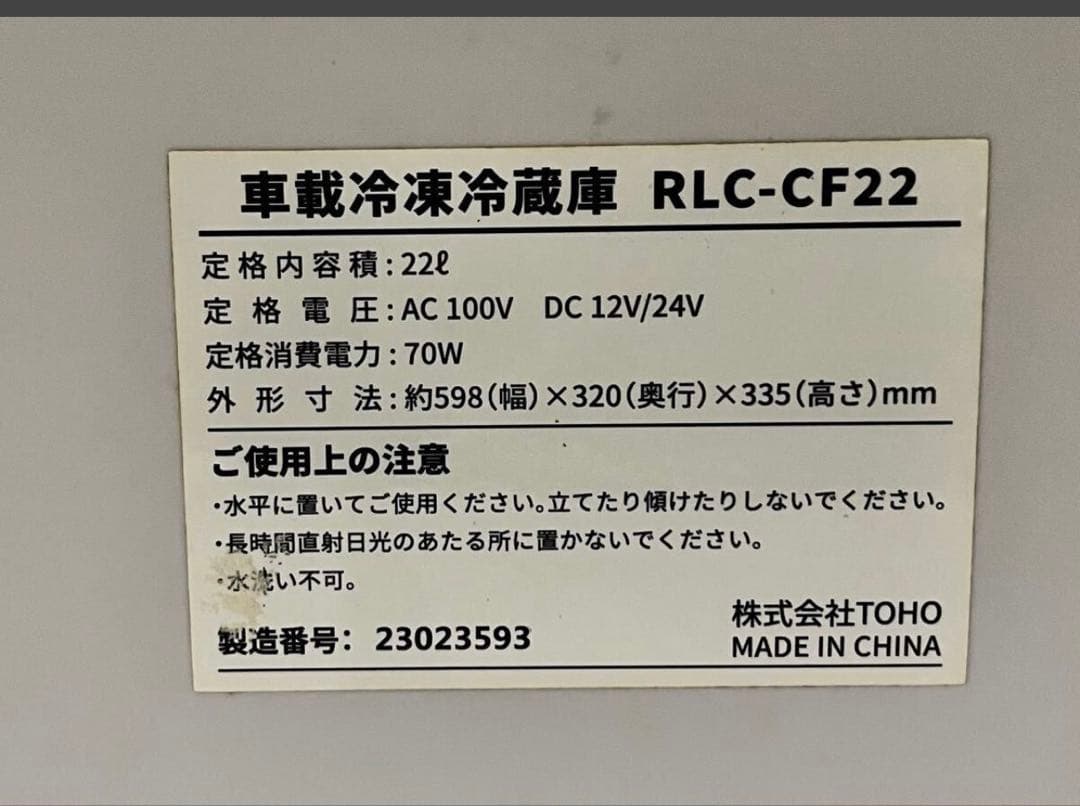 車載冷凍冷蔵庫 RLC-CF22
定格内容積:22ℓ
定格電圧:AC 100V DC 12V/24V
定格消費電力:70W
外形寸法:約598(幅)×320(奥行)×335(高さ)mm
ご使用上の注意
・水平に置いてご使用ください。立てたり傾けたりしないでください。
・長時間直射日光のあたる所に置かないでください。
・水洗い不可。
製造番号: 23023593
株式会社TOHO
MADE IN CHINA